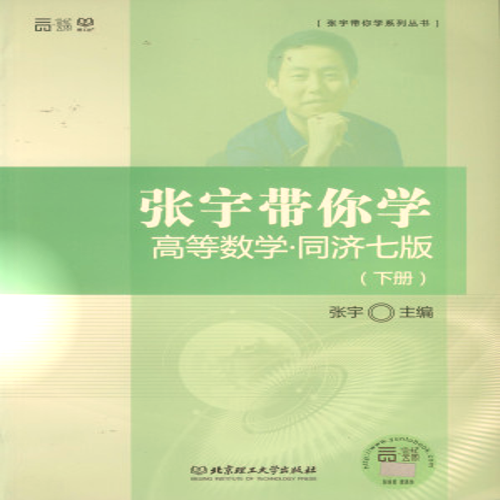 [ 张宇带你学系列丛书 ]
张宇带你学
高等数学·同济七版
（下册）
张宇 主编
北京理工大学出版社